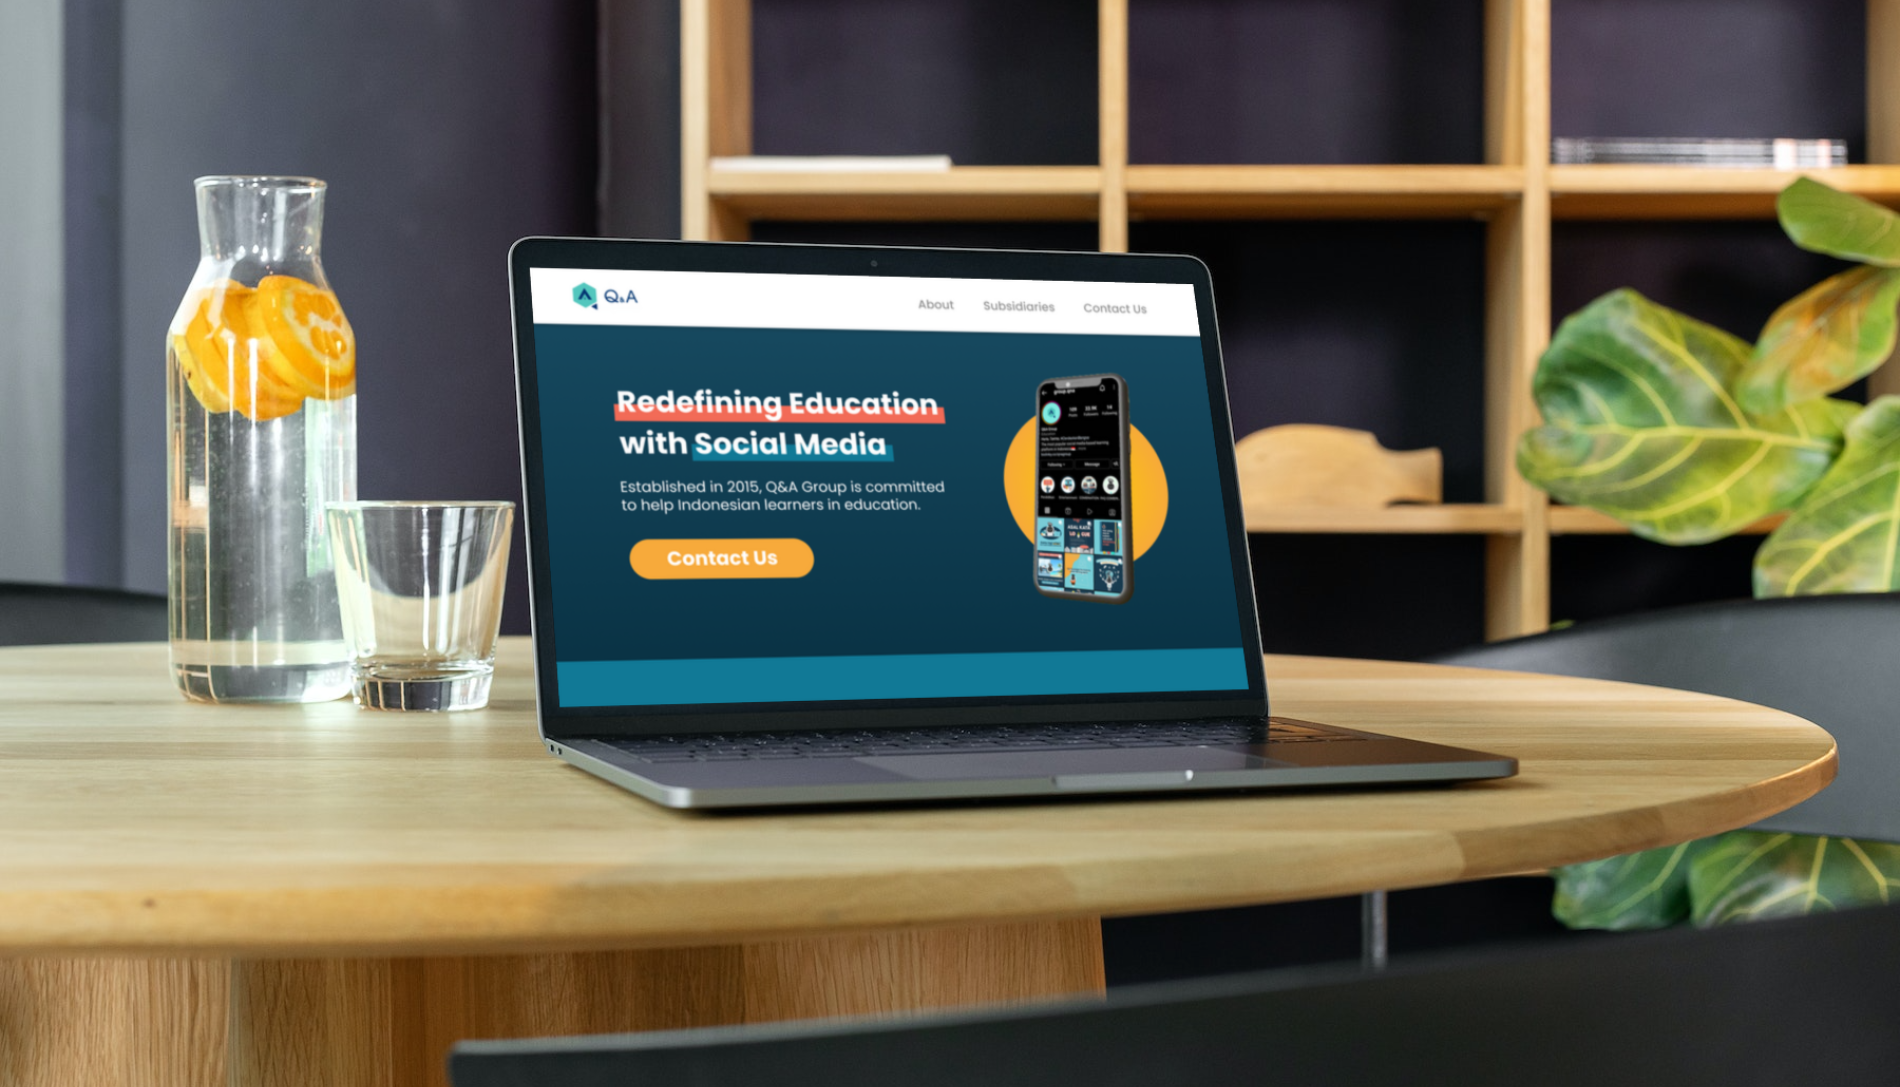 Q&A
About Subsidiaries Contact Us
Redefining Education
with Social Media
Established in 2015, Q&A Group is committed
to help Indonesian learners in education.
Contact Us